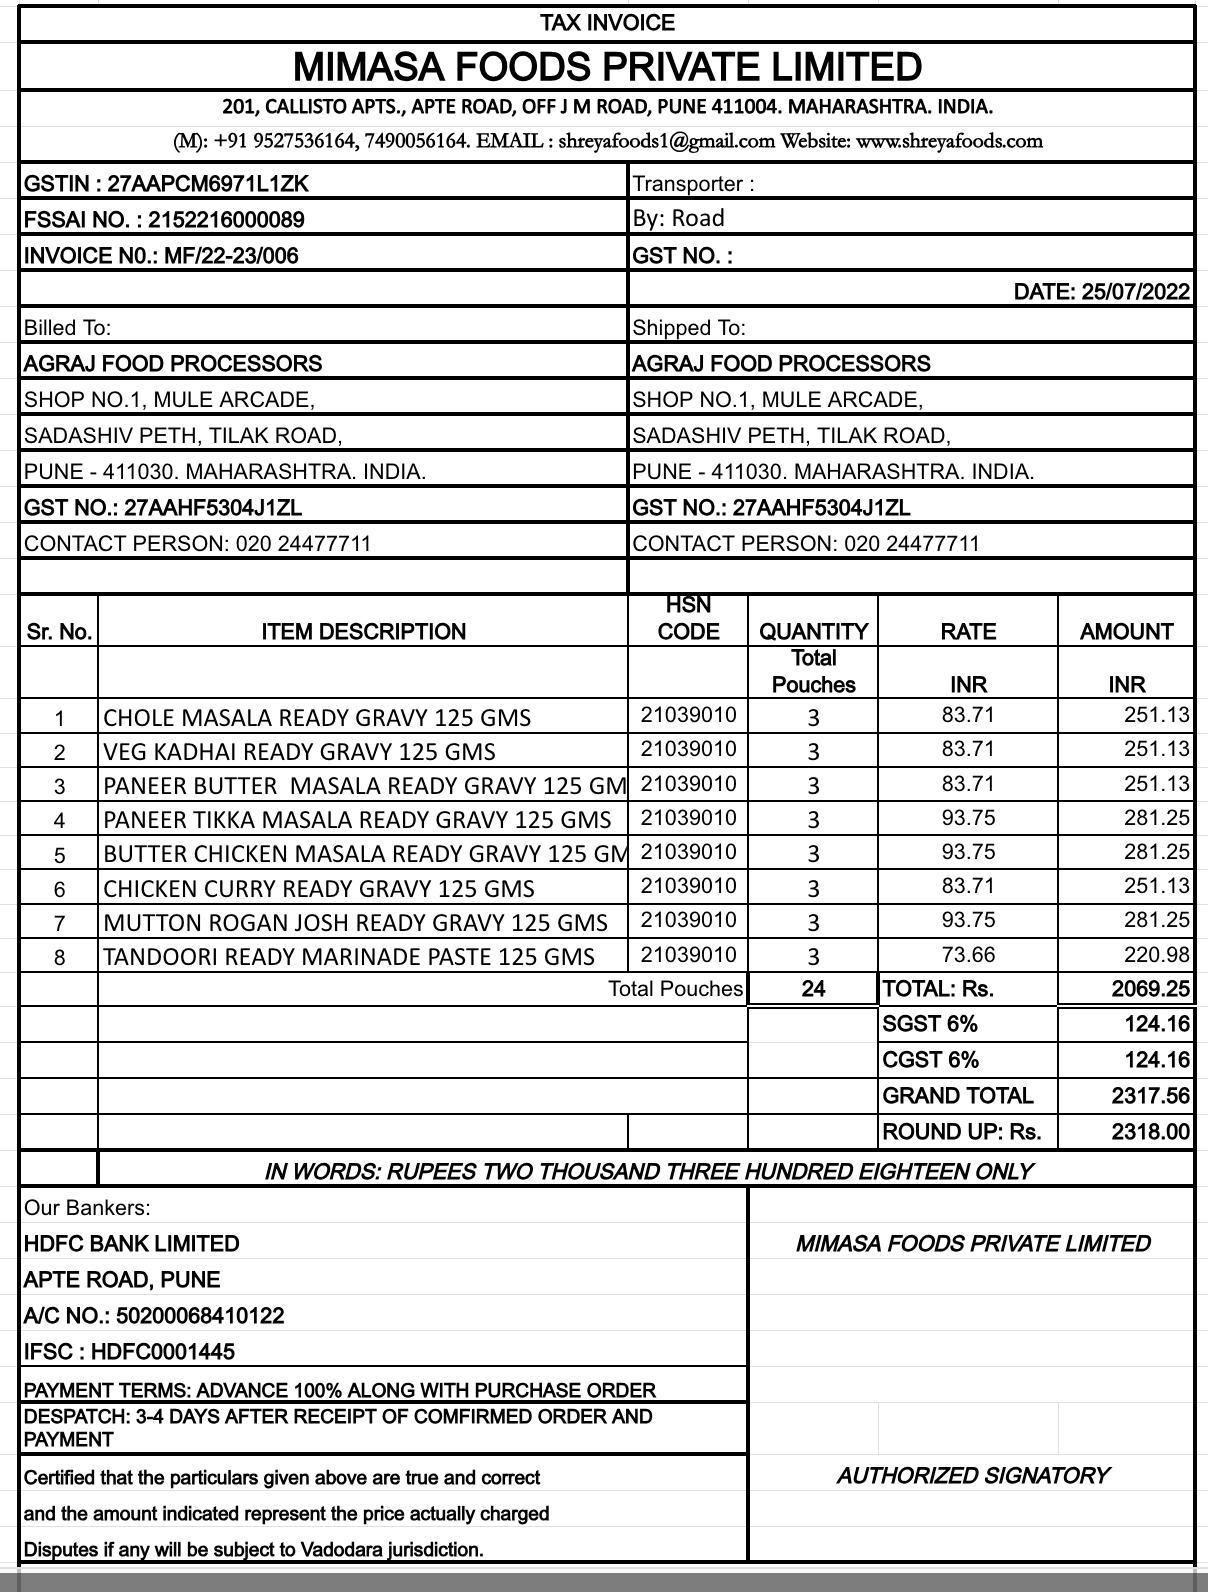 TAX INVOICE
MIMASA FOODS PRIVATE LIMITED
201, CALLISTO APTS., APTE ROAD, OFF J M ROAD, PUNE 411004. MAHARASHTRA. INDIA.
(M): +91 9527536164, 7490056164. EMAIL : shreyafoods1@gmail.com Website: www.shreyafoods.com
GSTIN : 27AAPCM6971L1ZK Transporter :
FSSAI NO. : 2152216000089 By: Road
INVOICE N0.: MF/22-23/006 GST NO. :
DATE: 25/07/2022
Billed To: Shipped To:
AGRAJ FOOD PROCESSORS AGRAJ FOOD PROCESSORS
SHOP NO.1, MULE ARCADE, SHOP NO.1, MULE ARCADE,
SADASHIV PETH, TILAK ROAD, SADASHIV PETH, TILAK ROAD,
PUNE - 411030. MAHARASHTRA. INDIA. PUNE - 411030. MAHARASHTRA. INDIA.
GST NO.: 27AAHF5304J1ZL GST NO.: 27AAHF5304J1ZL
CONTACT PERSON: 020 24477711 CONTACT PERSON: 020 24477711
Sr. No. ITEM DESCRIPTION HSN CODE QUANTITY RATE AMOUNT
Total Pouches INR INR
1 CHOLE MASALA READY GRAVY 125 GMS 21039010 3 83.71 251.13
2 VEG KADHAI READY GRAVY 125 GMS 21039010 3 83.71 251.13
3 PANEER BUTTER  MASALA READY GRAVY 125 GM 21039010 3 83.71 251.13
4 PANEER TIKKA MASALA READY GRAVY 125 GMS 21039010 3 93.75 281.25
5 BUTTER CHICKEN MASALA READY GRAVY 125 GM 21039010 3 93.75 281.25
6 CHICKEN CURRY READY GRAVY 125 GMS 21039010 3 83.71 251.13
7 MUTTON ROGAN JOSH READY GRAVY 125 GMS 21039010 3 93.75 281.25
8 TANDOORI READY MARINADE PASTE 125 GMS 21039010 3 73.66 220.98
Total Pouches 24 TOTAL: Rs. 2069.25
SGST 6% 124.16
CGST 6% 124.16
GRAND TOTAL 2317.56
ROUND UP: Rs. 2318.00
IN WORDS: RUPEES TWO THOUSAND THREE HUNDRED EIGHTEEN ONLY
Our Bankers:
HDFC BANK LIMITED MIMASA FOODS PRIVATE LIMITED
APTE ROAD, PUNE
A/C NO.: 50200068410122
IFSC : HDFC0001445
PAYMENT TERMS: ADVANCE 100% ALONG WITH PURCHASE ORDER
DESPATCH: 3-4 DAYS AFTER RECEIPT OF COMFIRMED ORDER AND
PAYMENT
Certified that the particulars given above are true and correct AUTHORIZED SIGNATORY
and the amount indicated represent the price actually charged
Disputes if any will be subject to Vadodara jurisdiction.